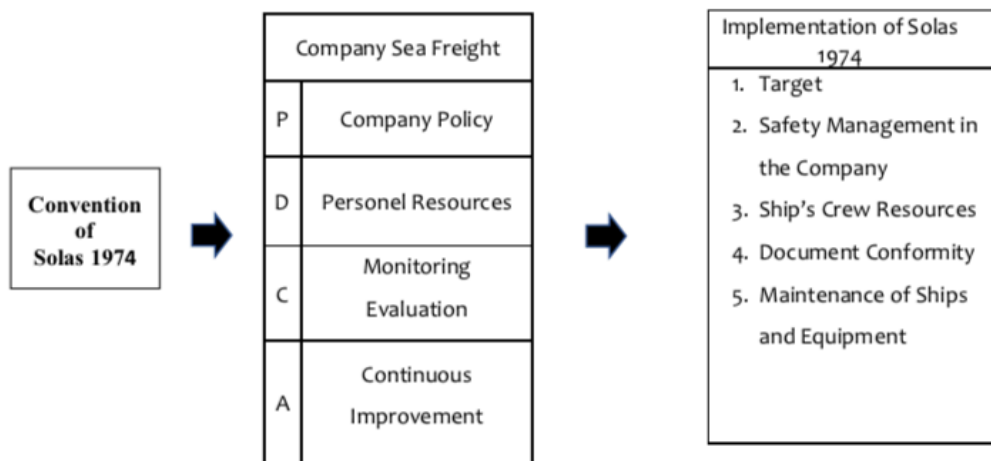 Convention
of
Solas 1974
Company Sea Freight
P
Company Policy
D
Personel Resources
C
Monitoring
Evaluation
A
Continuous
Improvement
Implementation of Solas
1974
1. Target
2. Safety Management in
the Company
3. Ship's Crew Resources
4. Document Conformity
5. Maintenance of Ships
and Equipment